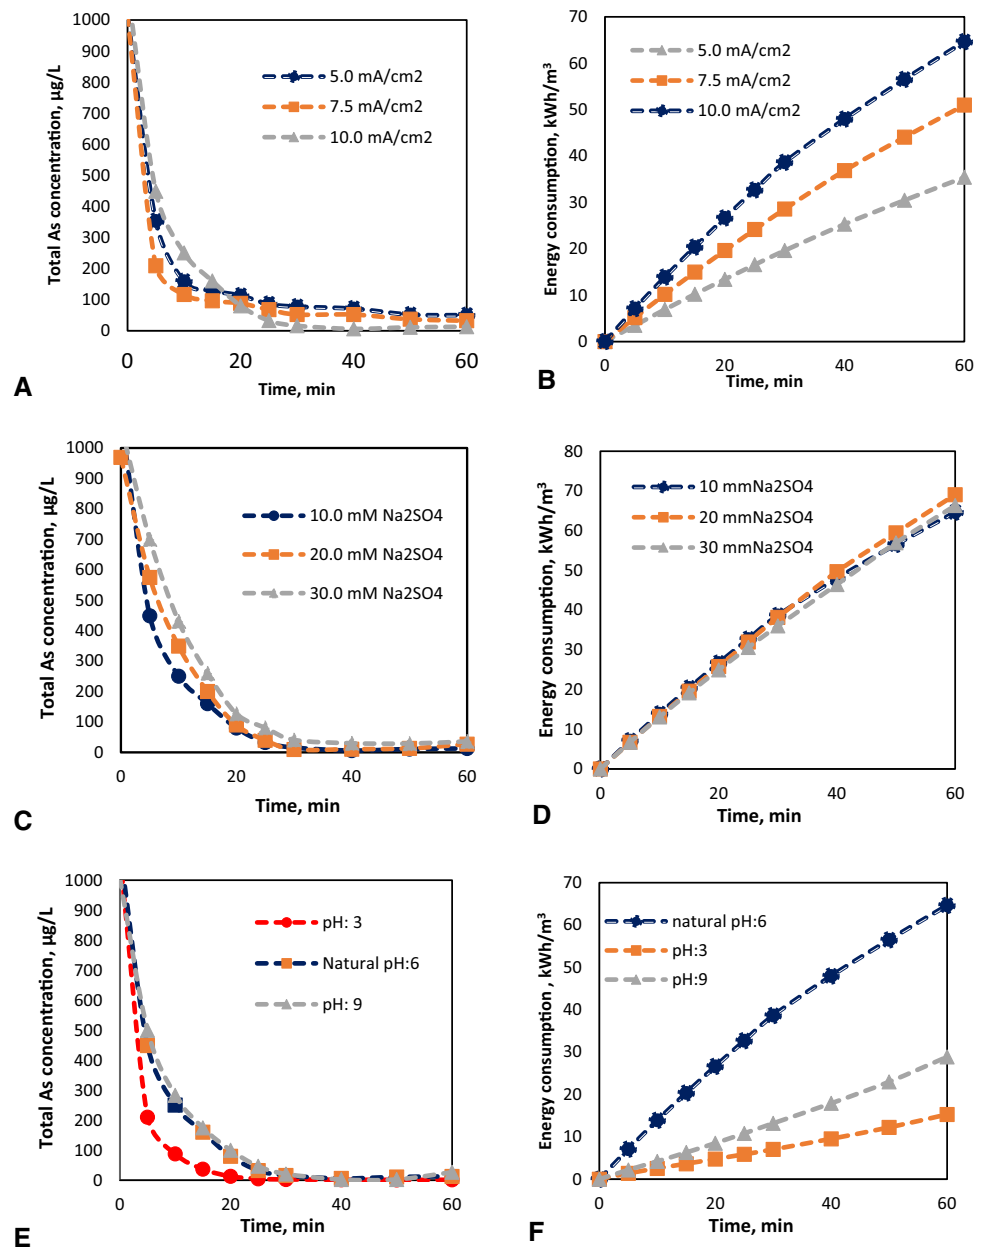 1000
900
800
700
600
500
400
300
200
100
0
0
20
40
60
Total As concentration, µg/L
Time, min
5.0 mA/cm2
7.5 mA/cm2
10.0 mA/cm2
A
70
60
50
40
30
20
10
0
0
20
40
60
Energy consumption, kWh/m³
Time, min
5.0 mA/cm2
7.5 mA/cm2
10.0 mA/cm2
B
1000
900
800
700
600
500
400
300
200
100
0
0
20
40
60
Total As concentration, µg/L
Time, min
10.0 mM Na2SO4
20.0 mM Na2SO4
30.0 mM Na2SO4
C
80
70
60
50
40
30
20
10
0
0
20
40
60
Energy consumption, kWh/m³
Time, min
10 mmNa2SO4
20 mmNa2SO4
30 mmNa2SO4
D
1000
900
800
700
600
500
400
300
200
100
0
0
20
40
60
Total As concentration, µg/L
Time, min
pH: 3
Natural pH:6
pH: 9
E
70
60
50
40
30
20
10
0
0
20
40
60
Energy consumption , kWh/m³
Time, min
natural pH:6
pH:3
pH:9
F